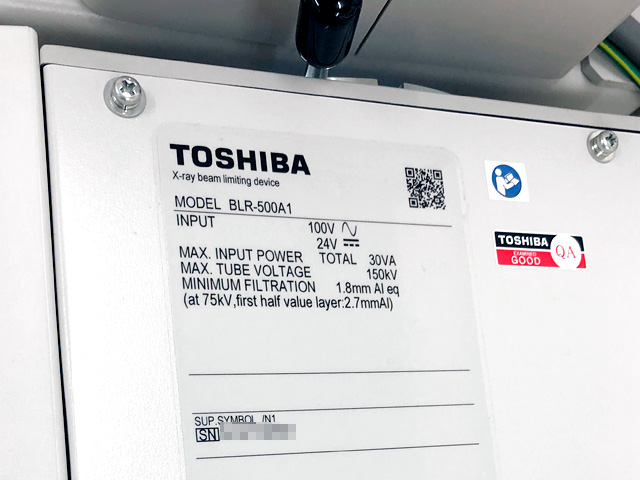 TOSHIBA
X-ray beam limiting device
MODEL BLR-500A1
INPUT 100V
24V
MAX. INPUT POWER TOTAL 30VA
MAX. TUBE VOLTAGE 150kV
MINIMUM FILTRATION 1.8mm Al eq
(at 75kV,first half value layer:2.7mmAl)
SUP.SYMBOL /N1
SN
TOSHIBA
EXAMINED
GOOD
QA